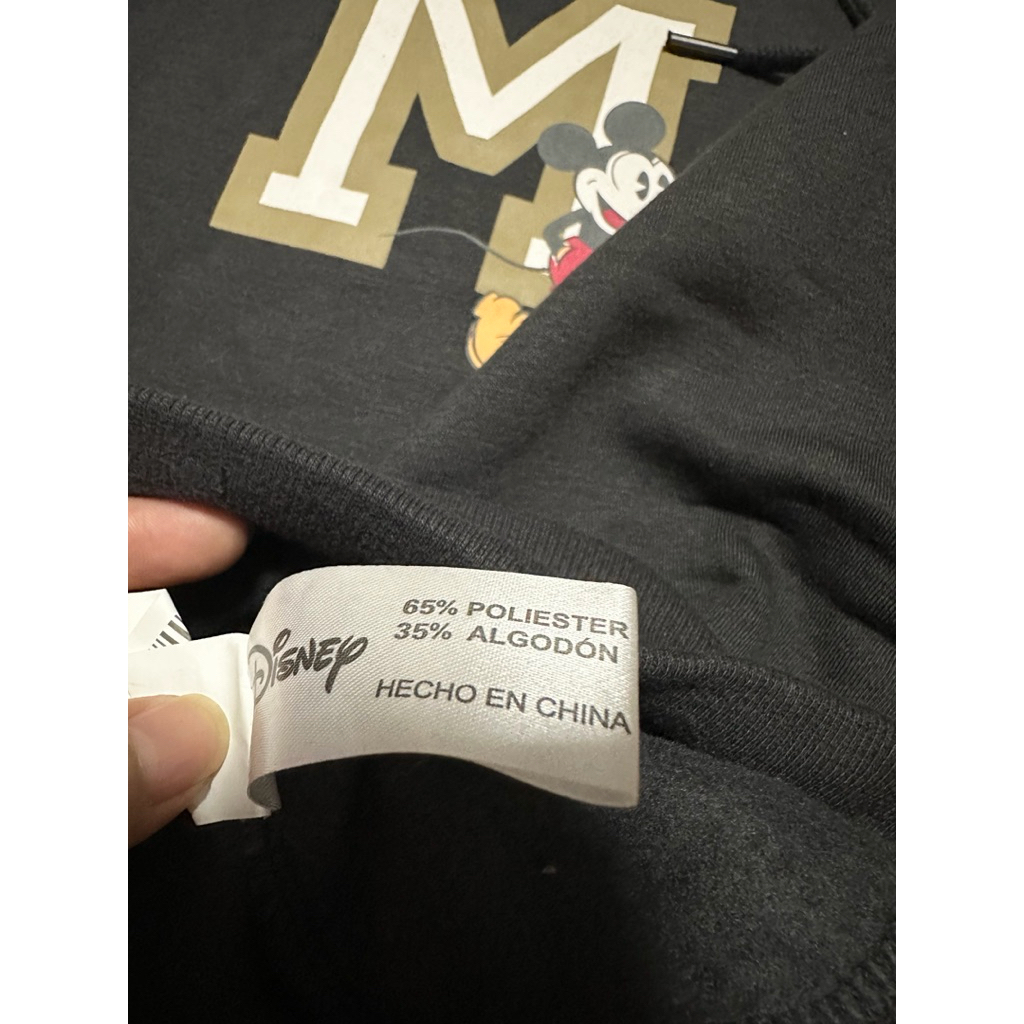 M
65% POLIESTER
35% ALGODÓN
Disney
HECHO EN CHINA